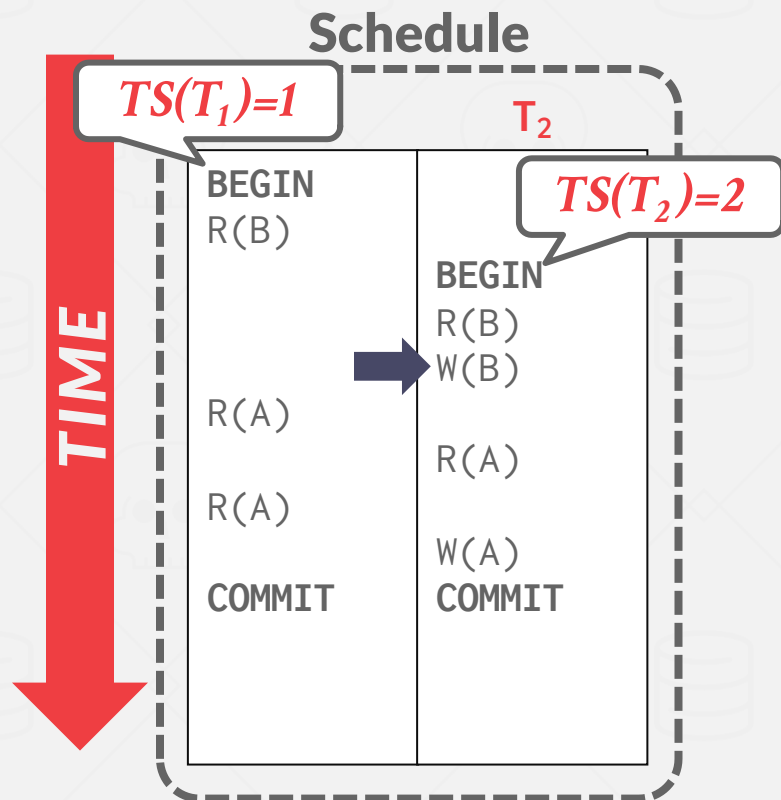 Schedule
TS(T₁)=1
T₂
BEGIN
TS(T₂)=2
R(B)
BEGIN
R(B)
W(B)
R(A)
R(A)
R(A)
W(A)
COMMIT COMMIT
TIME